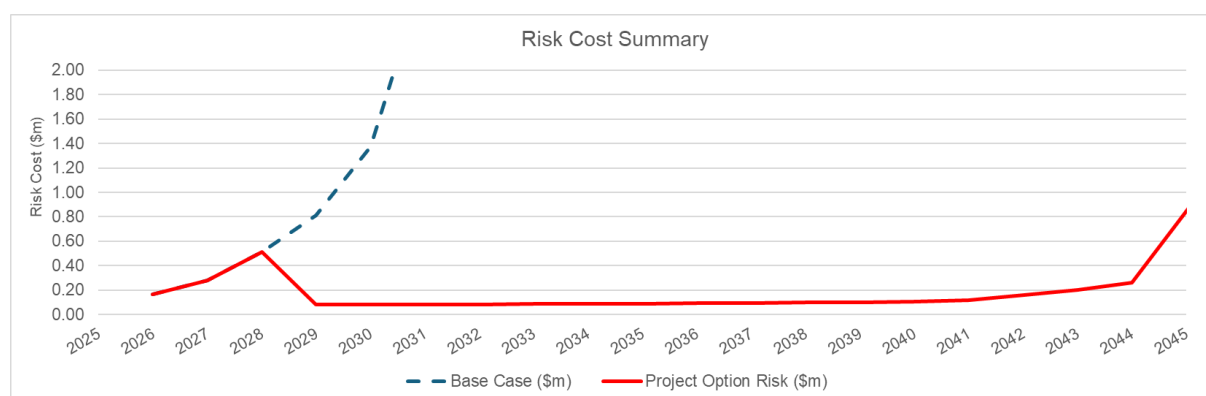 Risk Cost Summary
Risk Cost ($m)
2.00
1.80
1.60
1.40
1.20
1.00
0.80
0.60
0.40
0.20
0.00
2025 2026 2027 2028 2029 2030 2031 2032 2033 2034 2035 2036 2037 2038 2039 2040 2041 2042 2043 2044 2045
Base Case ($m) Project Option Risk ($m)